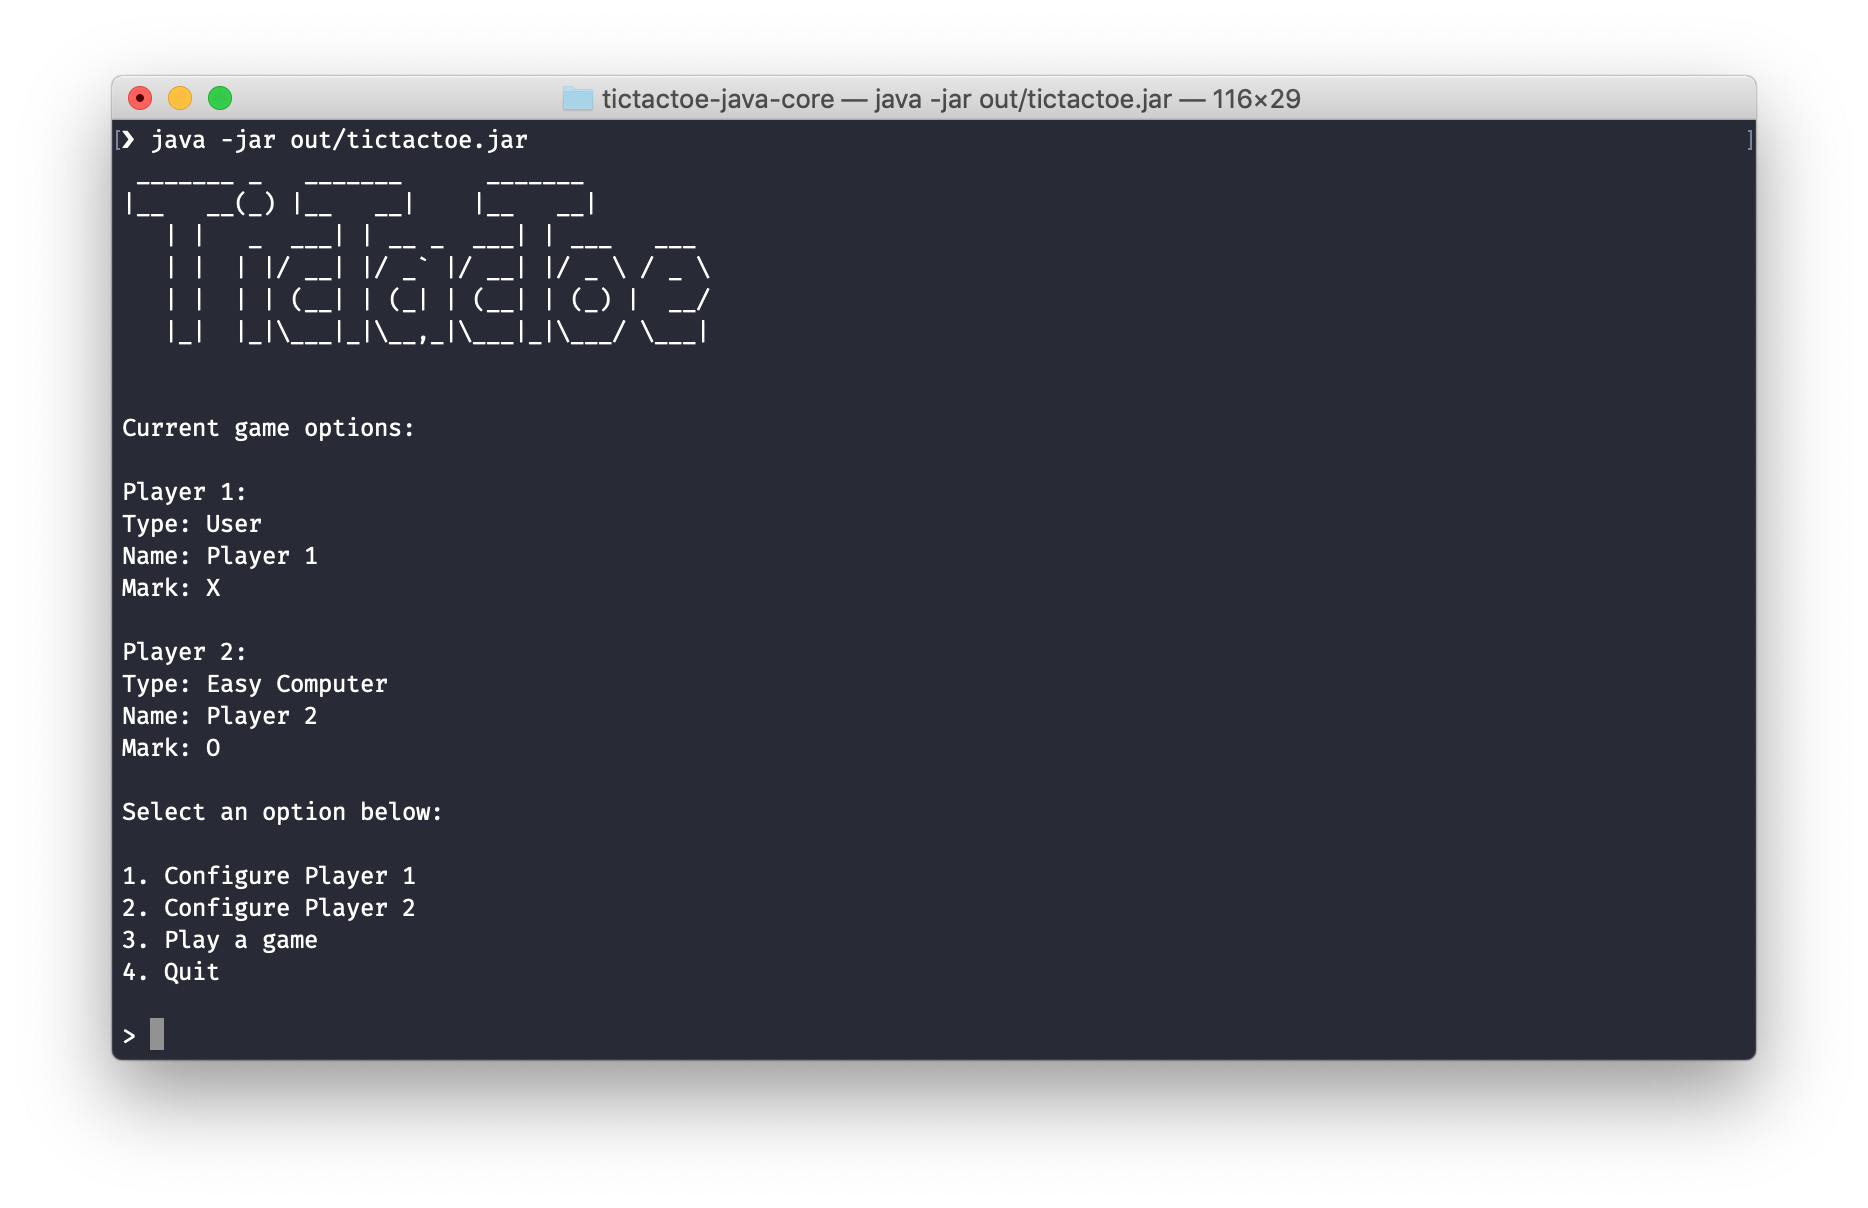 tictactoe-java-core — java -jar out/tictactoe.jar — 116×29
[❯ java -jar out/tictactoe.jar ]
  _______ _   _______      _______
 |__   __(_) |__   __|    |__   __|
    | |   _  ___| | __ _  ___| | ___   ___
    | |  | |/ __| |/ _` |/ __| |/ _ \ / _ \
    | |  | | (__| | (_| | (__| | (_) |  __/
    |_|  |_|\___|_|\__,_|\___|_|\___/ \___|
Current game options:
Player 1:
Type: User
Name: Player 1
Mark: X
Player 2:
Type: Easy Computer
Name: Player 2
Mark: O
Select an option below:
1. Configure Player 1
2. Configure Player 2
3. Play a game
4. Quit
>